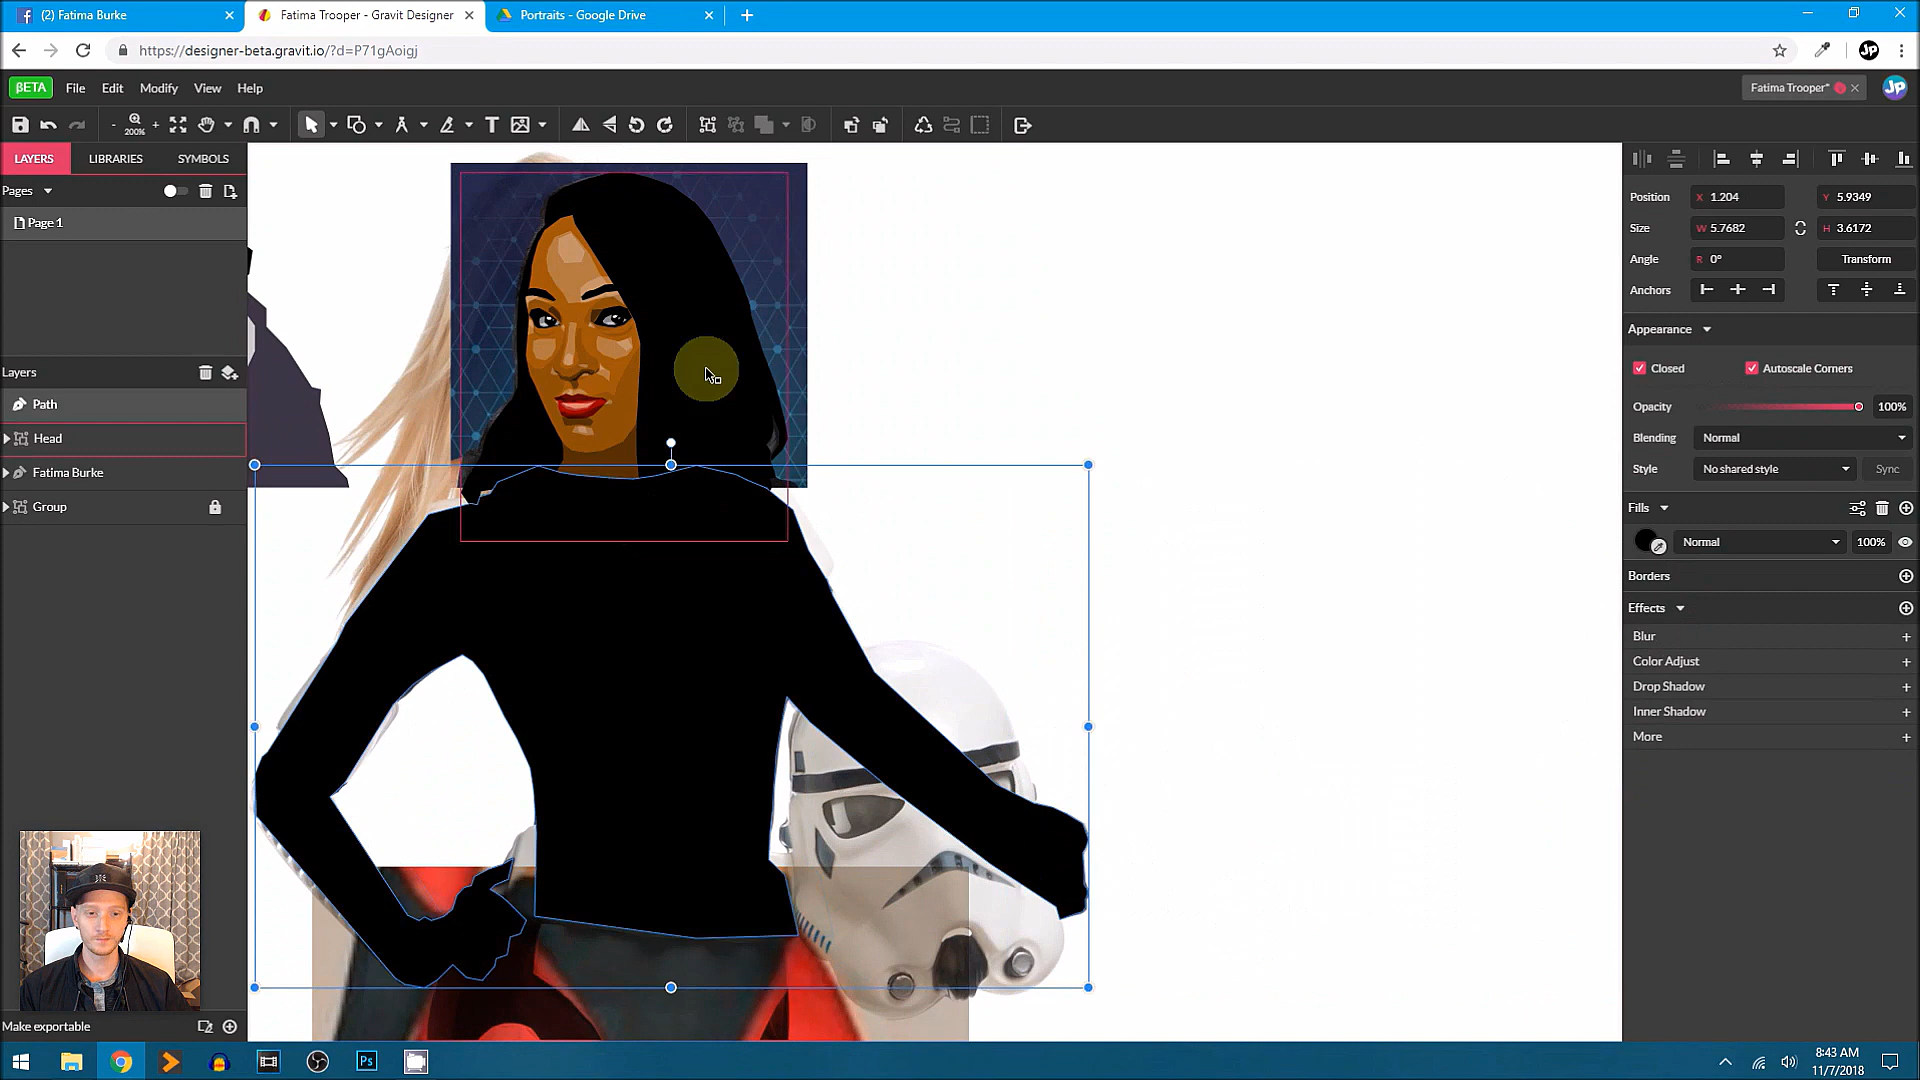 (2) Fatima Burke
Fatima Trooper - Gravit Designer
Portraits - Google Drive
https://designer-beta.gravit.io/?d=P71gAoigj
JP
βETA
File
Edit
Modify
View
Help
Fatima Trooper*
JP
- 200% +
LAYERS
LIBRARIES
SYMBOLS
Pages
Page 1
Layers
Path
Head
Fatima Burke
Group
Make exportable
Position
X 1.204
Y 5.9349
Size
W 5.7682
H 3.6172
Angle
R 0°
Transform
Anchors
Appearance
Closed
Autoscale Corners
Opacity
100%
Blending
Normal
Style
No shared style
Sync
Fills
Normal
100%
Borders
Effects
Blur
Color Adjust
Drop Shadow
Inner Shadow
More
Ps
8:43 AM
11/7/2018